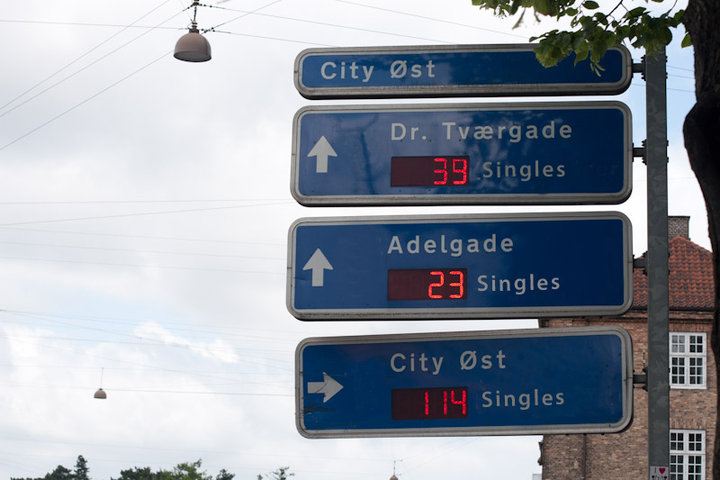 City Øst
Dr. Tværgade
39 Singles
Adelgade
23 Singles
City Øst
114 Singles